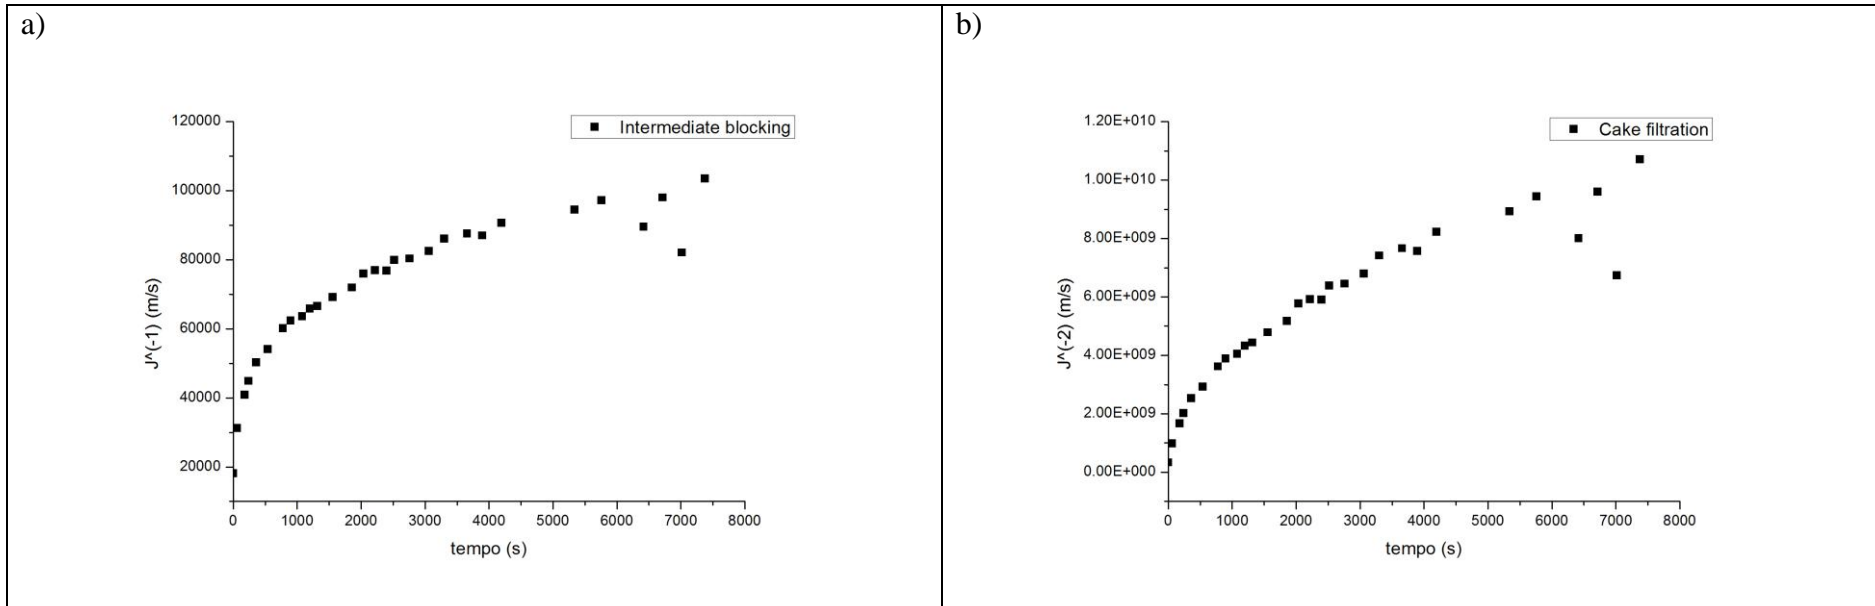 a)
Intermediate blocking
120000
100000
80000
60000
40000
20000
J^(-1) (m/s)
0 1000 2000 3000 4000 5000 6000 7000 8000
tempo (s)
b)
Cake filtration
1.20E+010
1.00E+010
8.00E+009
6.00E+009
4.00E+009
2.00E+009
0.00E+000
J^(-2) (m/s)
0 1000 2000 3000 4000 5000 6000 7000 8000
tempo (s)